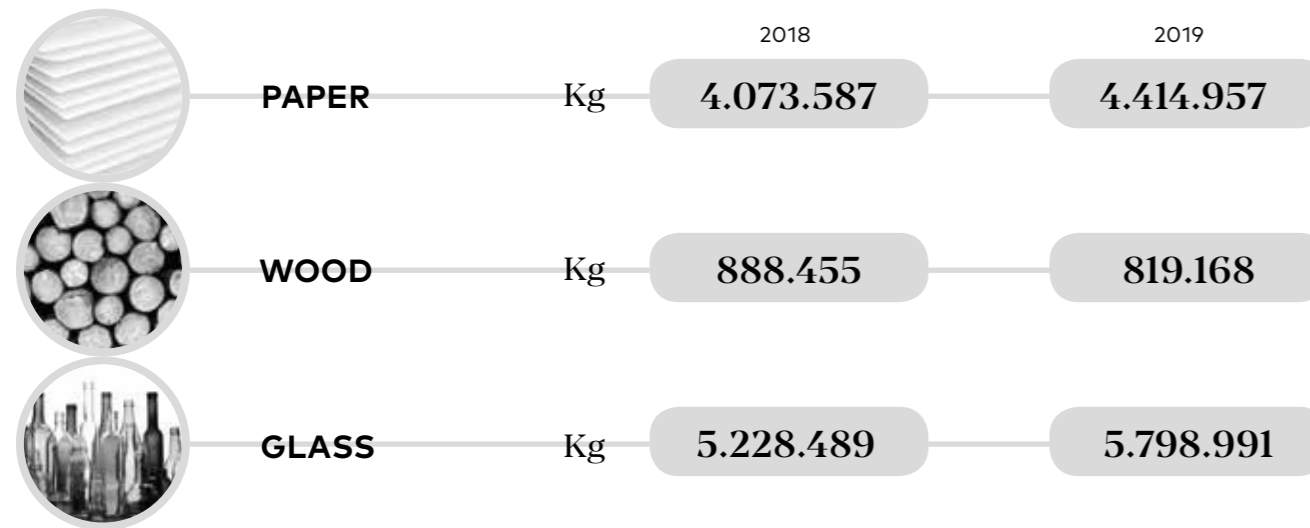 2018 2019
PAPER Kg 4.073.587 4.414.957
WOOD Kg 888.455 819.168
GLASS Kg 5.228.489 5.798.991